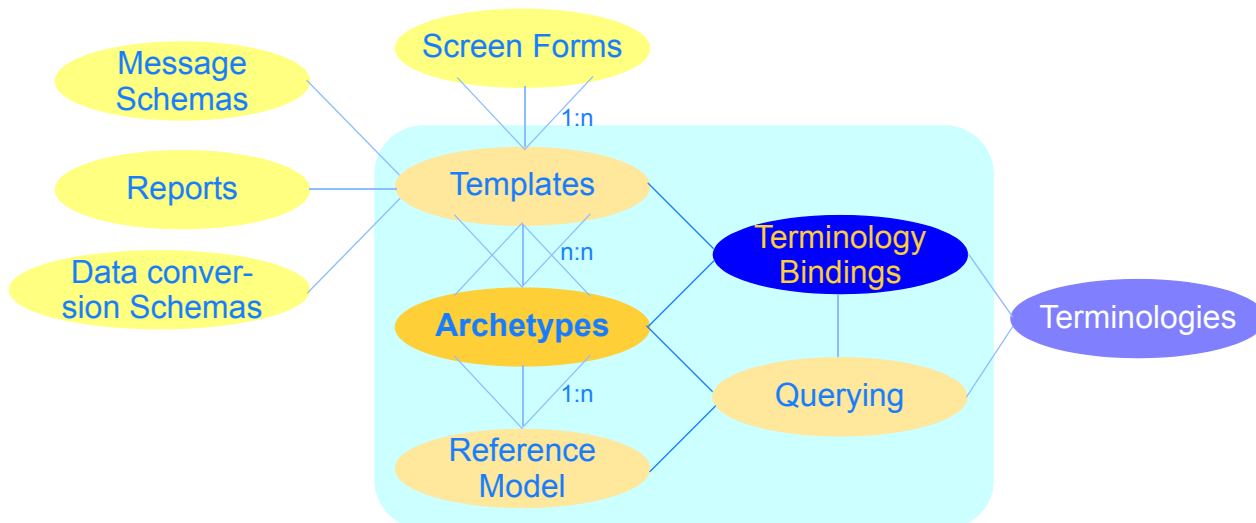 Screen Forms
Message
Schemas
1:n
Templates
Reports
Terminology
Bindings
n:n
Data conver-
sion Schemas
Archetypes
Terminologies
1:n
Querying
Reference
Model